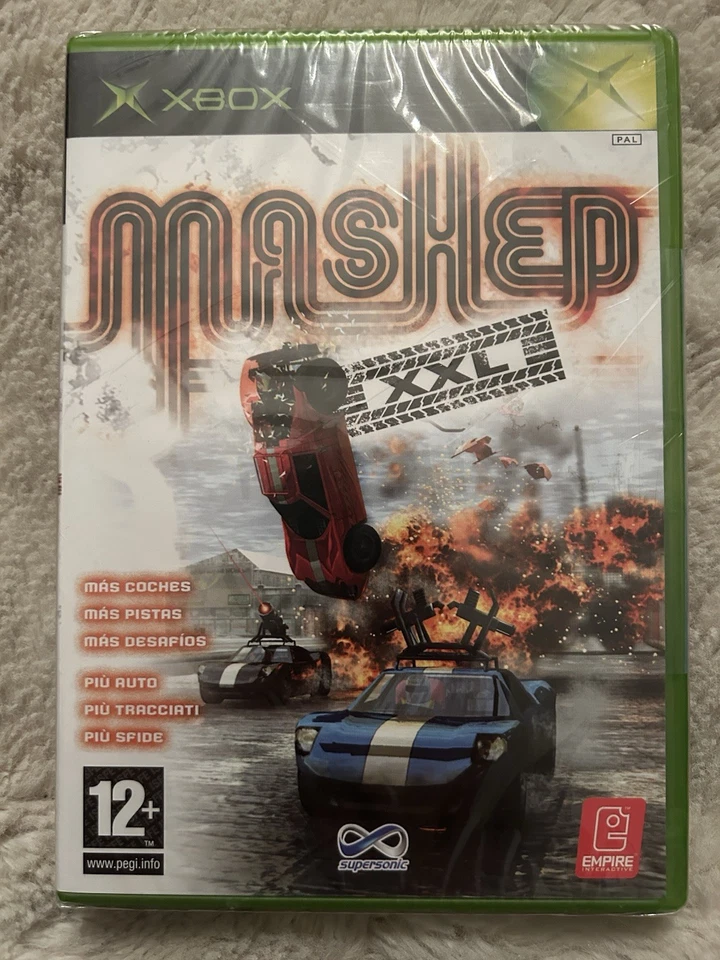 XBOX
PAL
MASHED
XXL
MÁS COCHES
MÁS PISTAS
MÁS DESAFÍOS
PIÙ AUTO
PIÙ TRACCIATI
PIÙ SFIDE
12+
TM
www.pegi.info
supersonic
EMPIRE
INTERACTIVE